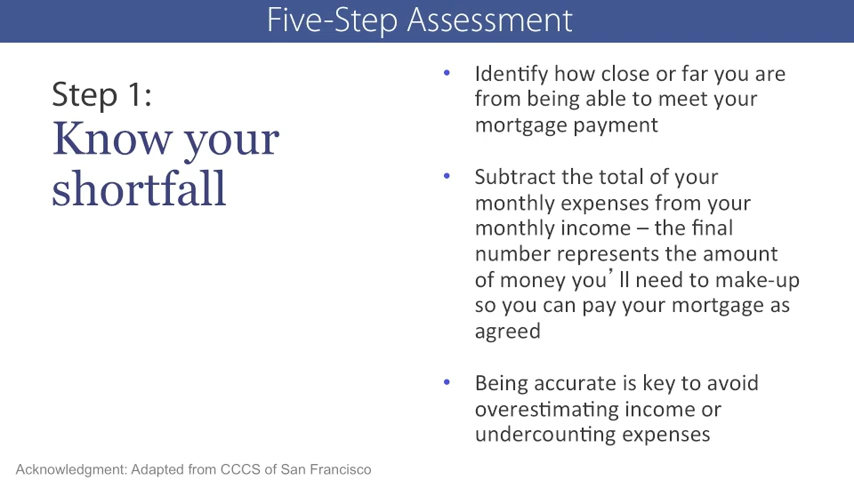 Five-Step Assessment
Step 1:
Know your
shortfall
• Identify how close or far you are
from being able to meet your
mortgage payment
• Subtract the total of your
monthly expenses from your
monthly income – the final
number represents the amount
of money you’ ll need to make-up
so you can pay your mortgage as
agreed
• Being accurate is key to avoid
overestimating income or
undercounting expenses
Acknowledgment: Adapted from CCCS of San Francisco